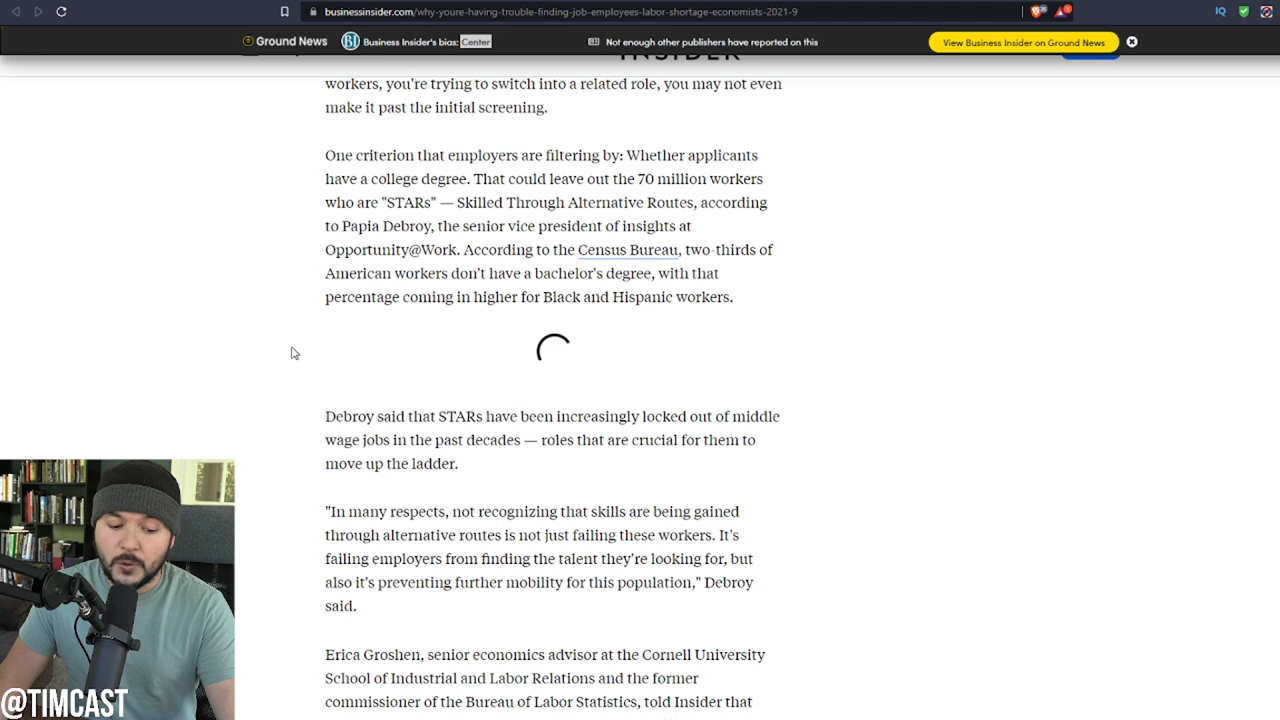 businessinsider.com/why-youre-having-trouble-finding-job-employees-labor-shortage-economists-2021-9
IQ
Ground News
BI Business Insider's bias: Center
Not enough other publishers have reported on this
View Business Insider on Ground News
INSIDER
workers, you're trying to switch into a related role, you may not even
make it past the initial screening.
One criterion that employers are filtering by: Whether applicants
have a college degree. That could leave out the 70 million workers
who are "STARs" — Skilled Through Alternative Routes, according
to Papia Debroy, the senior vice president of insights at
Opportunity@Work. According to the Census Bureau, two-thirds of
American workers don't have a bachelor's degree, with that
percentage coming in higher for Black and Hispanic workers.
Debroy said that STARs have been increasingly locked out of middle
wage jobs in the past decades — roles that are crucial for them to
move up the ladder.
"In many respects, not recognizing that skills are being gained
through alternative routes is not just failing these workers. It's
failing employers from finding the talent they're looking for, but
also it's preventing further mobility for this population," Debroy
said.
Erica Groshen, senior economics advisor at the Cornell University
School of Industrial and Labor Relations and the former
commissioner of the Bureau of Labor Statistics, told Insider that
@TIMCAST